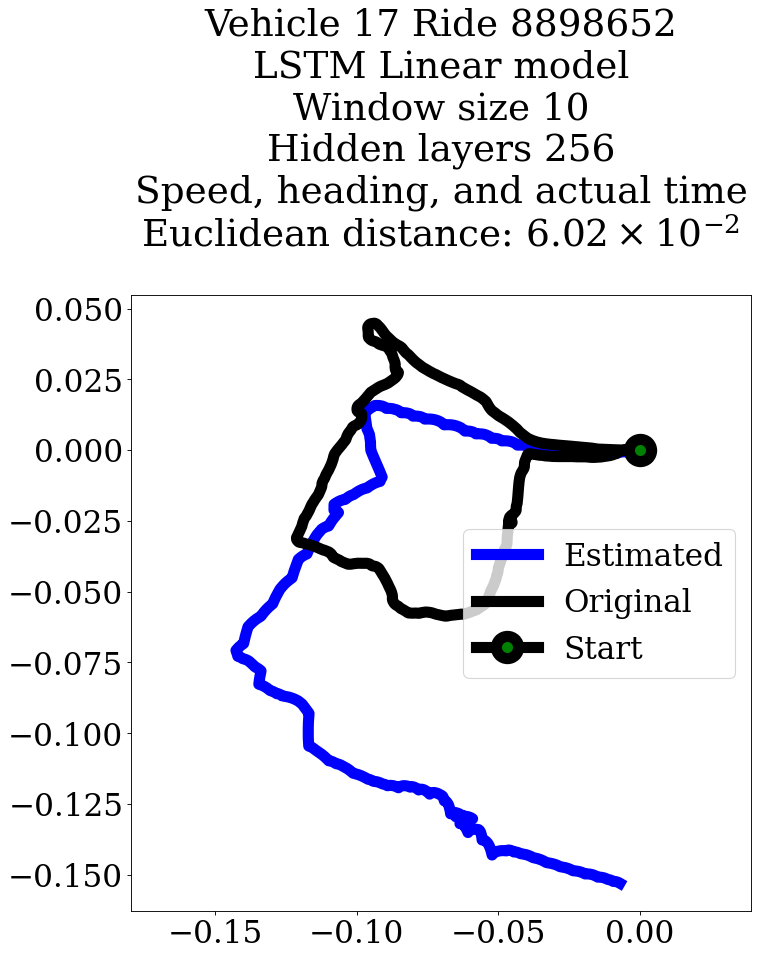 Vehicle 17 Ride 8898652
LSTM Linear model
Window size 10
Hidden layers 256
Speed, heading, and actual time
Euclidean distance: 6.02 × 10⁻²
0.050
0.025
0.000
−0.025
−0.050
−0.075
−0.100
−0.125
−0.150
Estimated
Original
Start
−0.15 −0.10 −0.05 0.00